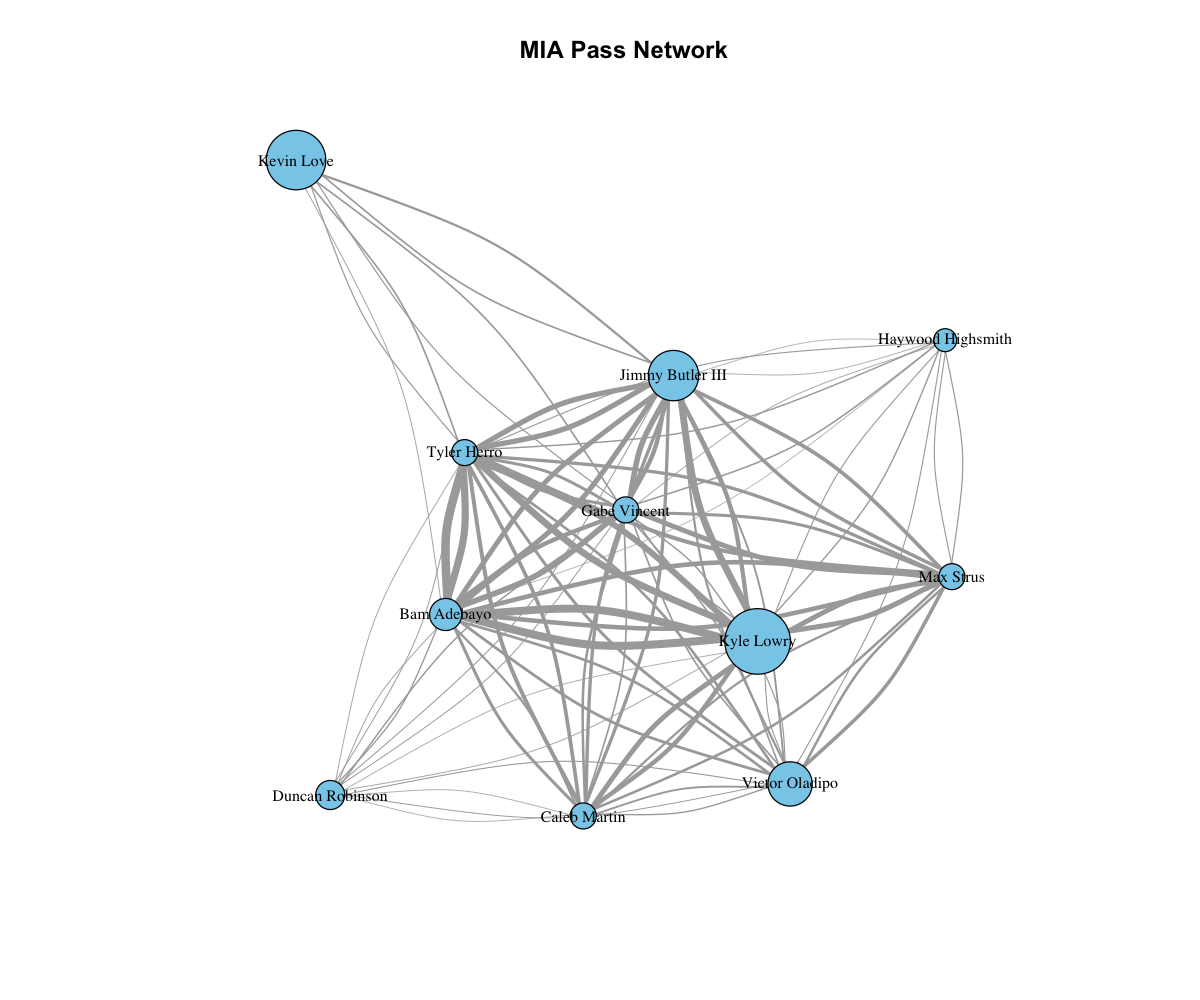 MIA Pass Network
Kevin Love
Haywood Highsmith
Jimmy Butler III
Tyler Herro
Gabe Vincent
Max Strus
Bam Adebayo
Kyle Lowry
Victor Oladipo
Duncan Robinson
Caleb Martin